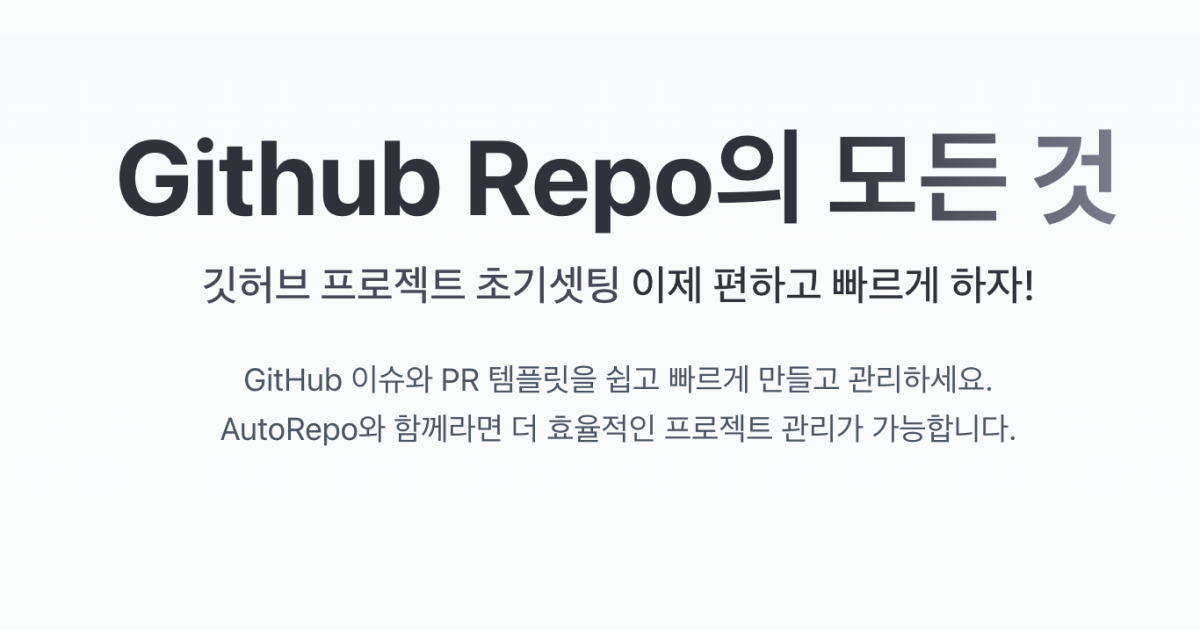 Github Repo의 모든 것
깃허브 프로젝트 초기셋팅 이제 편하고 빠르게 하자!
GitHub 이슈와 PR 템플릿을 쉽고 빠르게 만들고 관리하세요.
AutoRepo와 함께라면 더 효율적인 프로젝트 관리가 가능합니다.